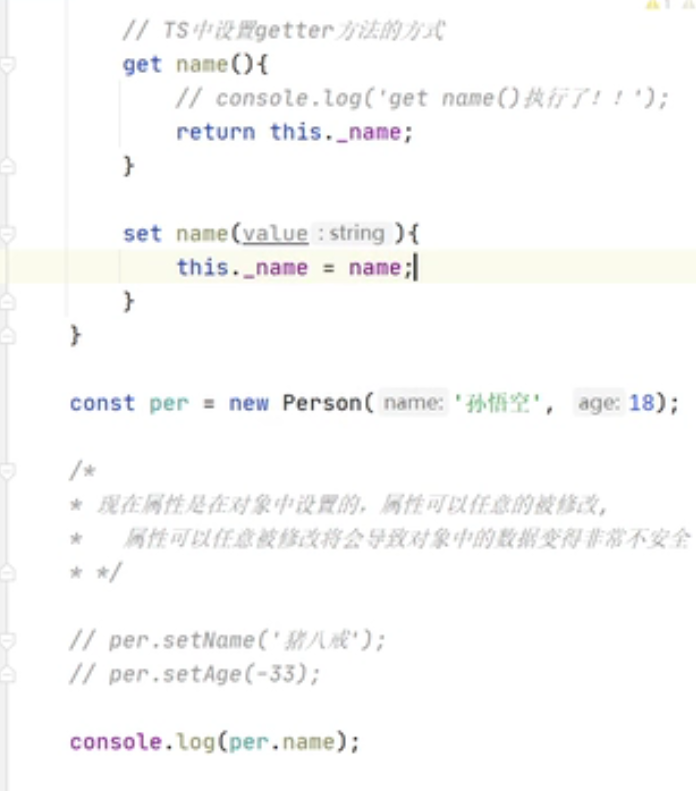 // TS中设置getter方法的方式
get name(){
// console.log('get name()执行了！！');
return this._name;
}
set name(value : string ){
this._name = name;
}
}
const per = new Person( name: '孙悟空', age: 18);
/*
* 现在属性是在对象中设置的，属性可以任意的被修改,
* 属性可以任意被修改将会导致对象中的数据变得非常不安全
* */
// per.setName('猪八戒');
// per.setAge(-33);
console.log(per.name);